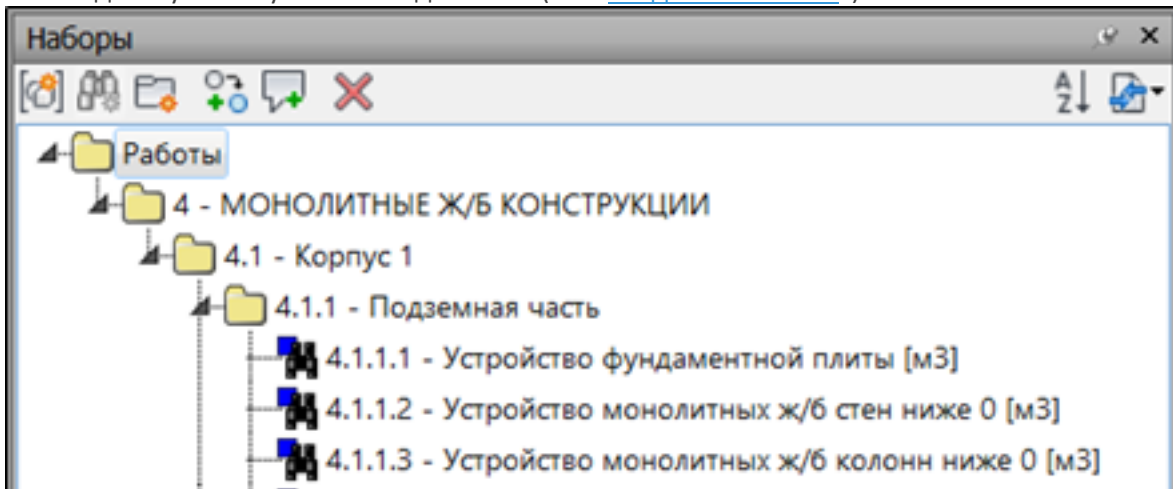 Наборы
A
Z
Работы
4 - МОНОЛИТНЫЕ Ж/Б КОНСТРУКЦИИ
4.1 - Корпус 1
4.1.1 - Подземная часть
4.1.1.1 - Устройство фундаментной плиты [м3]
4.1.1.2 - Устройство монолитных ж/б стен ниже 0 [м3]
4.1.1.3 - Устройство монолитных ж/б колонн ниже 0 [м3]